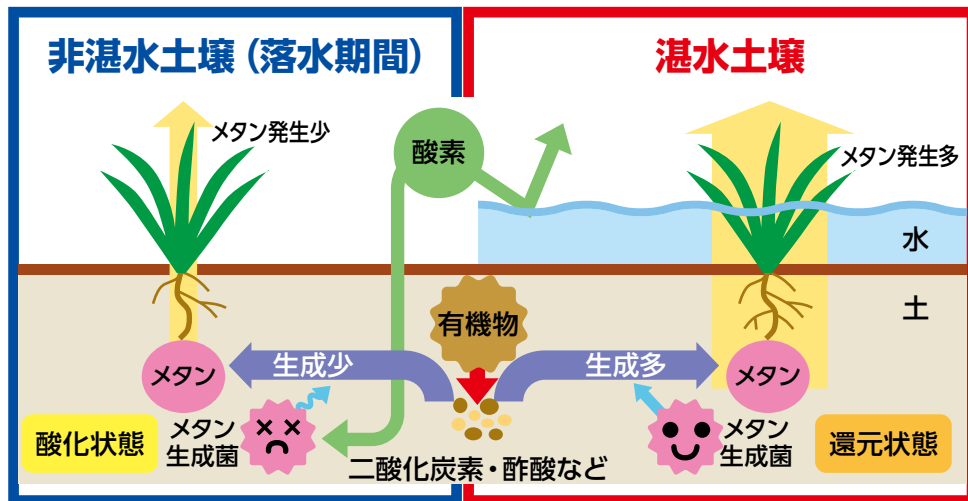 非湛水土壌（落水期間）
湛水土壌
メタン発生少
酸素
メタン発生多
水
土
有機物
生成少
生成多
メタン
メタン
酸化状態
メタン
生成菌
メタン
生成菌
還元状態
二酸化炭素・酢酸など